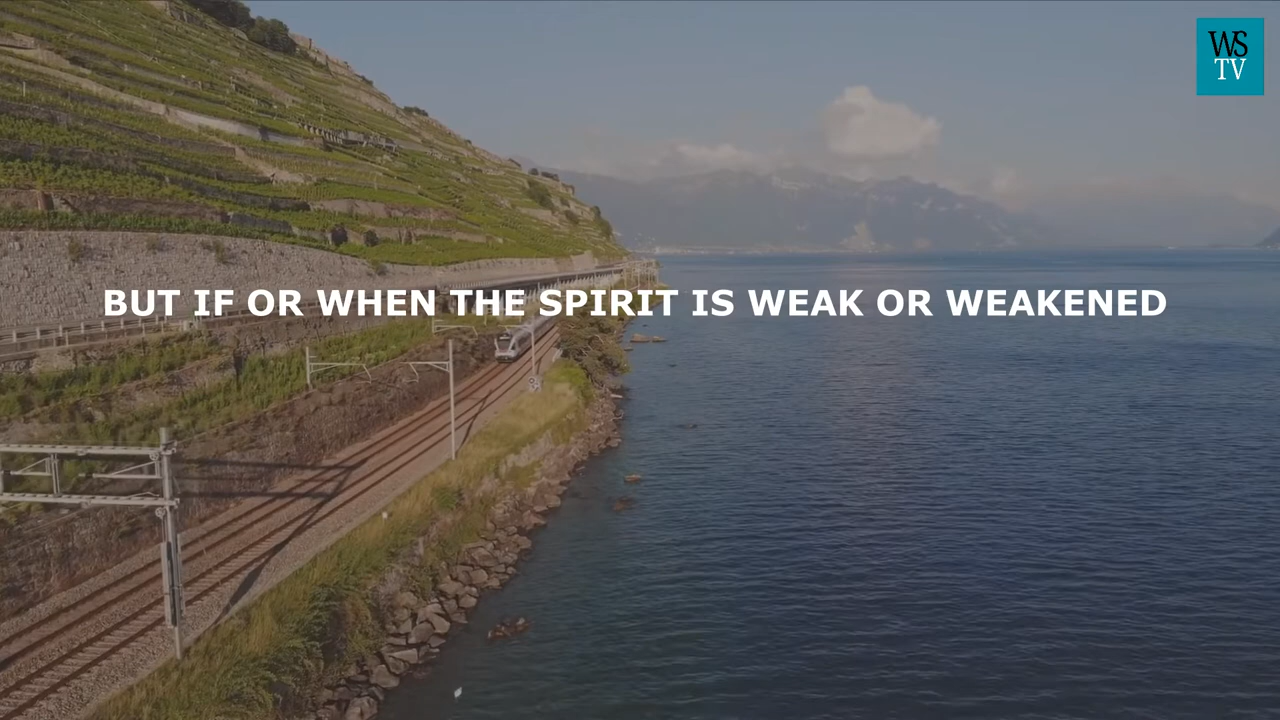 WS
TV
BUT IF OR WHEN THE SPIRIT IS WEAK OR WEAKENED